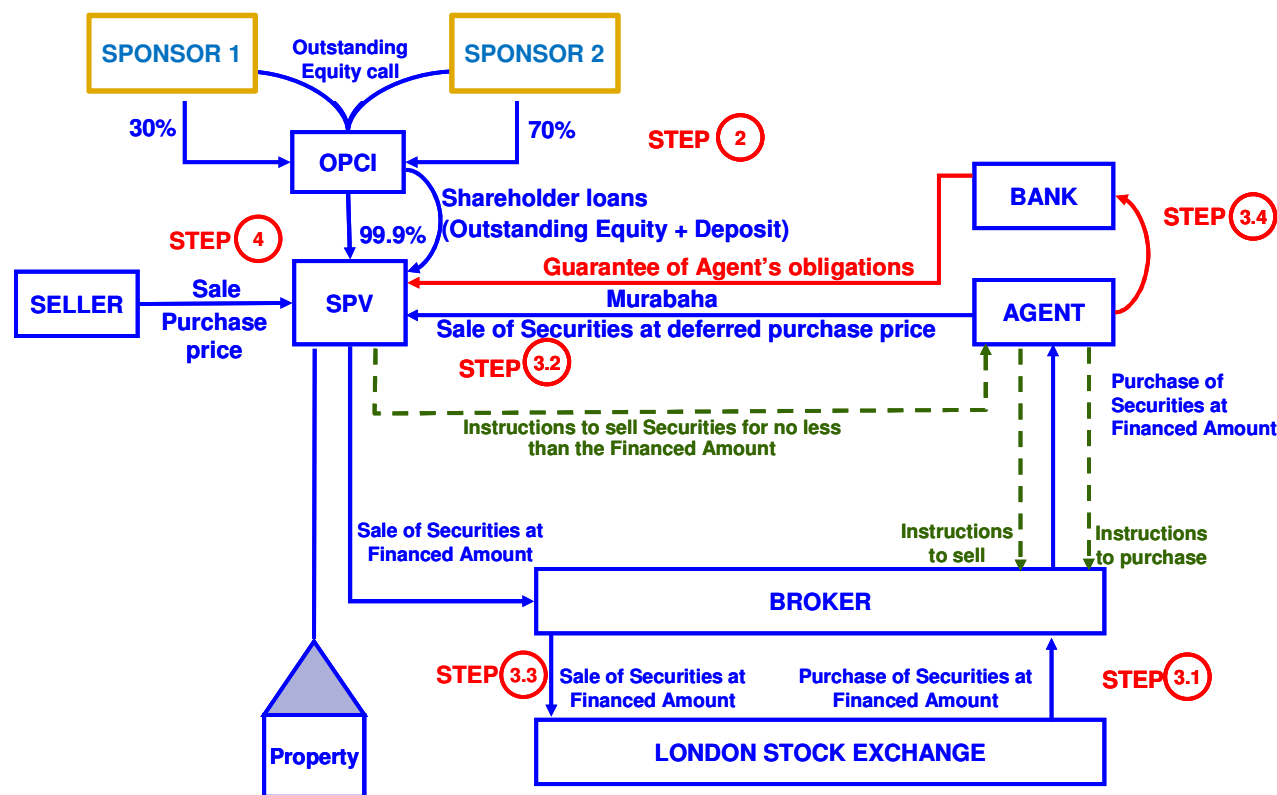 SPONSOR 1
Outstanding
Equity call
SPONSOR 2
30%
70%
STEP 2
OPCI
BANK
Shareholder loans
(Outstanding Equity + Deposit)
STEP 3.4
STEP 4
99.9%
Guarantee of Agent's obligations
SELLER
Sale
Purchase
price
SPV
Murabaha
Sale of Securities at deferred purchase price
AGENT
STEP 3.2
Purchase of
Securities at
Financed Amount
Instructions to sell Securities for no less
than the Financed Amount
Sale of Securities at
Financed Amount
Instructions
to sell
Instructions
to purchase
BROKER
STEP 3.3
Sale of Securities at
Financed Amount
Purchase of Securities at
Financed Amount
STEP 3.1
Property
LONDON STOCK EXCHANGE